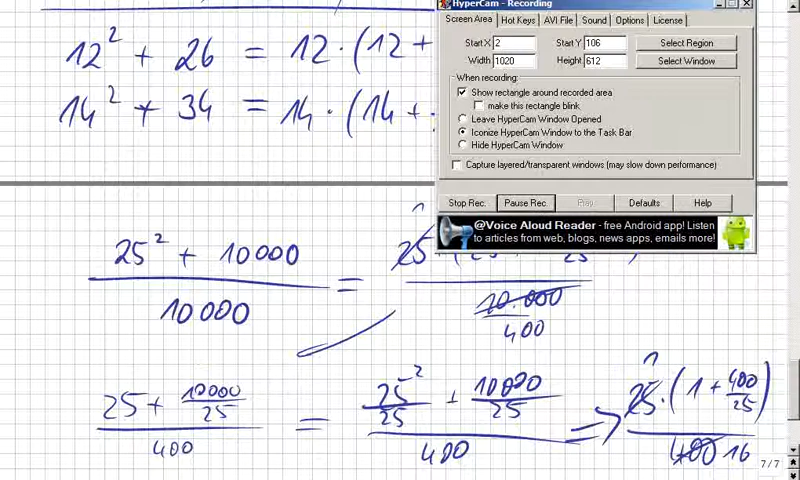 HyperCam - Recording
Screen Area Hot Keys AVI File Sound Options License
Start X 2 Start Y 106 Select Region
Width 1020 Height 612 Select Window
When recording:
Show rectangle around recorded area
make this rectangle blink
Leave HyperCam Window Opened
Iconize HyperCam Window to the Task Bar
Hide HyperCam Window
Capture layered/transparent windows (may slow down performance)
Stop Rec. Pause Rec. Play Defaults Help
@Voice Aloud Reader - free Android app! Listen
to articles from web, blogs, news apps, emails more!
12² + 26 = 12·(12 +
14² + 34 = 14·(14 +
25² + 10000
10000
=
25
10.000
400
25 + 10000/25
400
=
25²/25 + 10000/25
400
=>
1
25·(1 + 400/25)
400 16
7 / 7